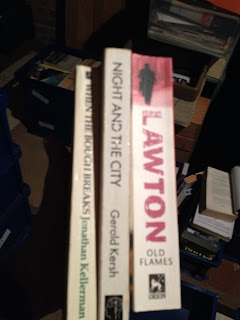 WHEN THE BOUGH BREAKS Jonathan Kellerman
NIGHT AND THE CITY Gerald Kersh
LAWTON
OLD
FLAMES
ORION